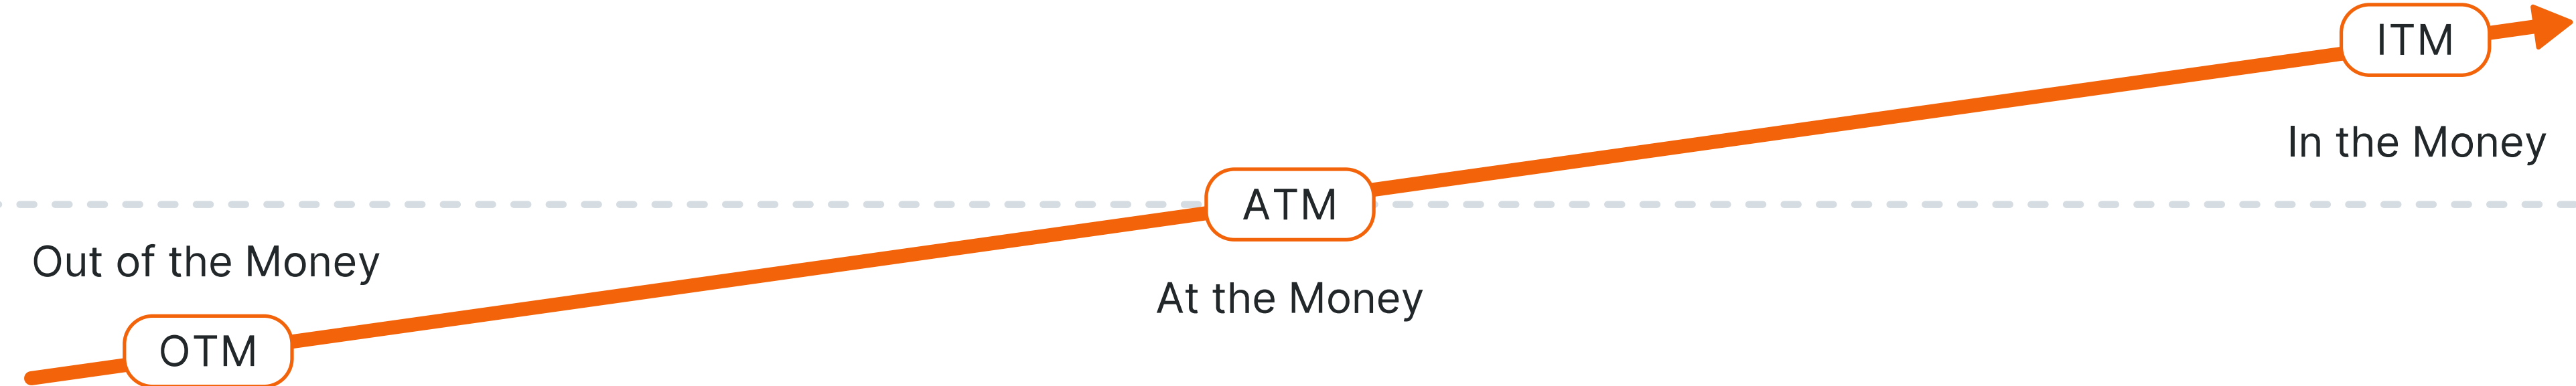 ITM
In the Money
ATM
At the Money
Out of the Money
OTM